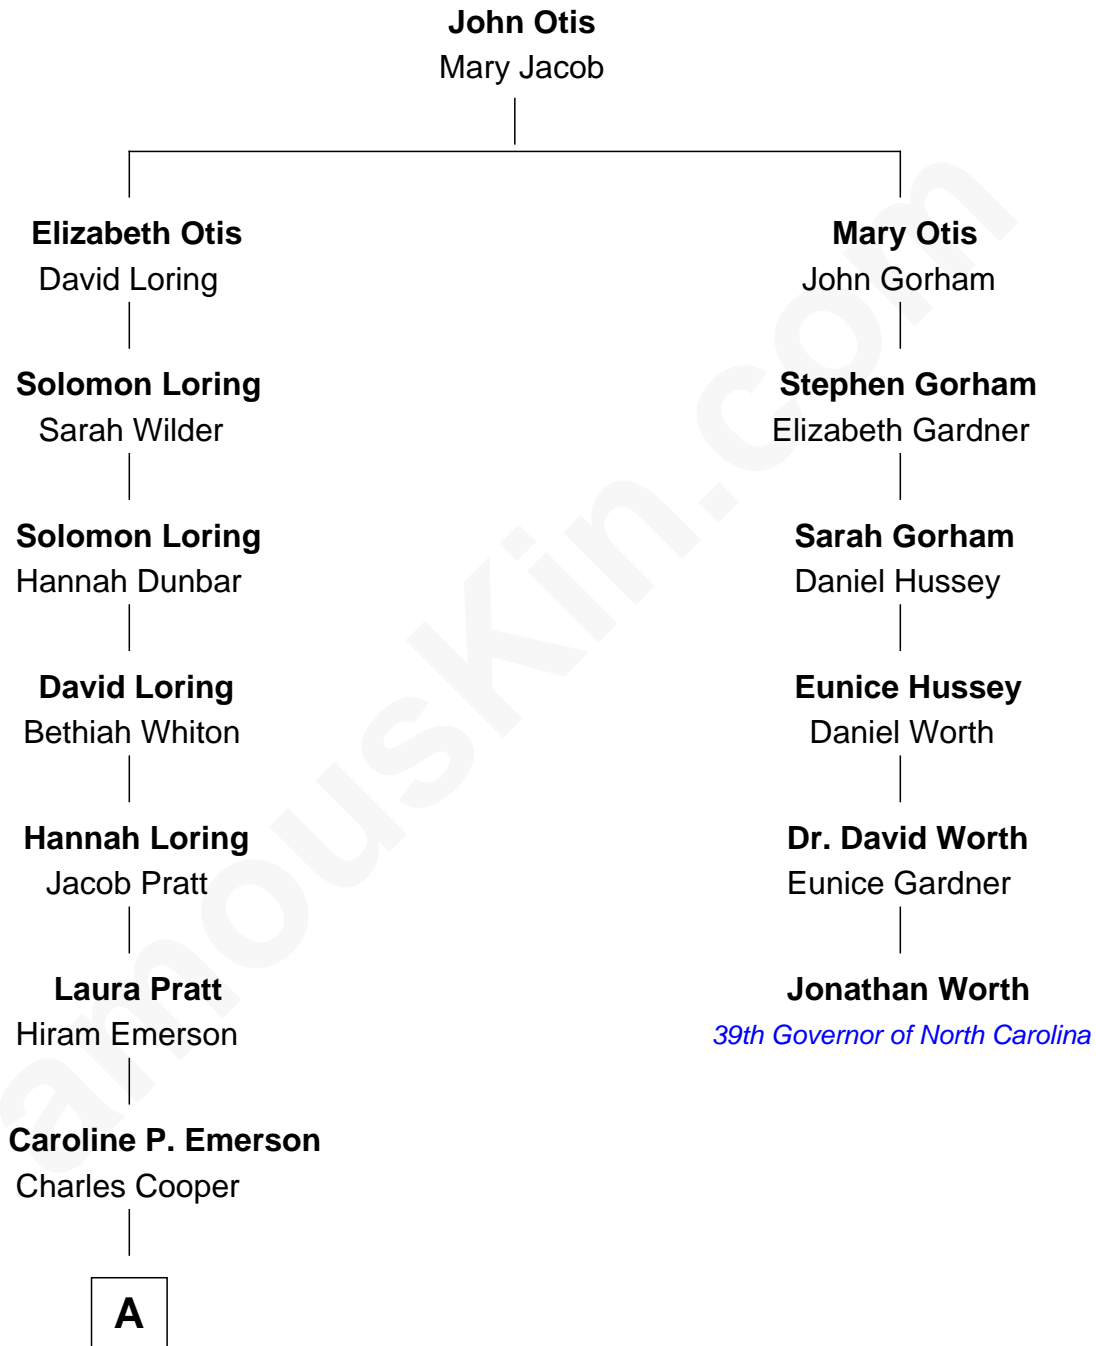 John Otis
Mary Jacob
Elizabeth Otis
David Loring
Mary Otis
John Gorham
Solomon Loring
Sarah Wilder
Stephen Gorham
Elizabeth Gardner
Solomon Loring
Hannah Dunbar
Sarah Gorham
Daniel Hussey
David Loring
Bethiah Whiton
Eunice Hussey
Daniel Worth
Hannah Loring
Jacob Pratt
Dr. David Worth
Eunice Gardner
Laura Pratt
Hiram Emerson
Jonathan Worth
39th Governor of North Carolina
Caroline P. Emerson
Charles Cooper
A
amousKin.com